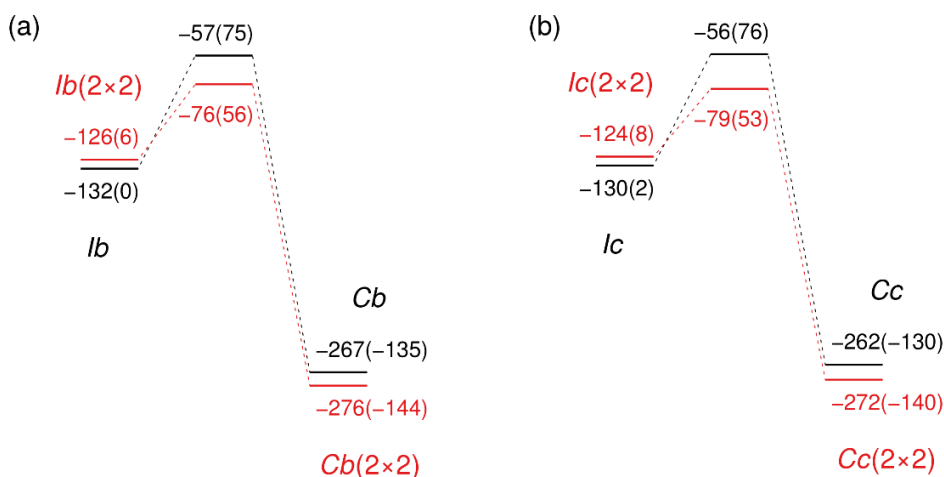 (a)
−57(75)
Ib(2×2)
−76(56)
−126(6)
−132(0)
Ib
Cb
−267(−135)
−276(−144)
Cb(2×2)
(b)
−56(76)
Ic(2×2)
−79(53)
−124(8)
−130(2)
Ic
Cc
−262(−130)
−272(−140)
Cc(2×2)